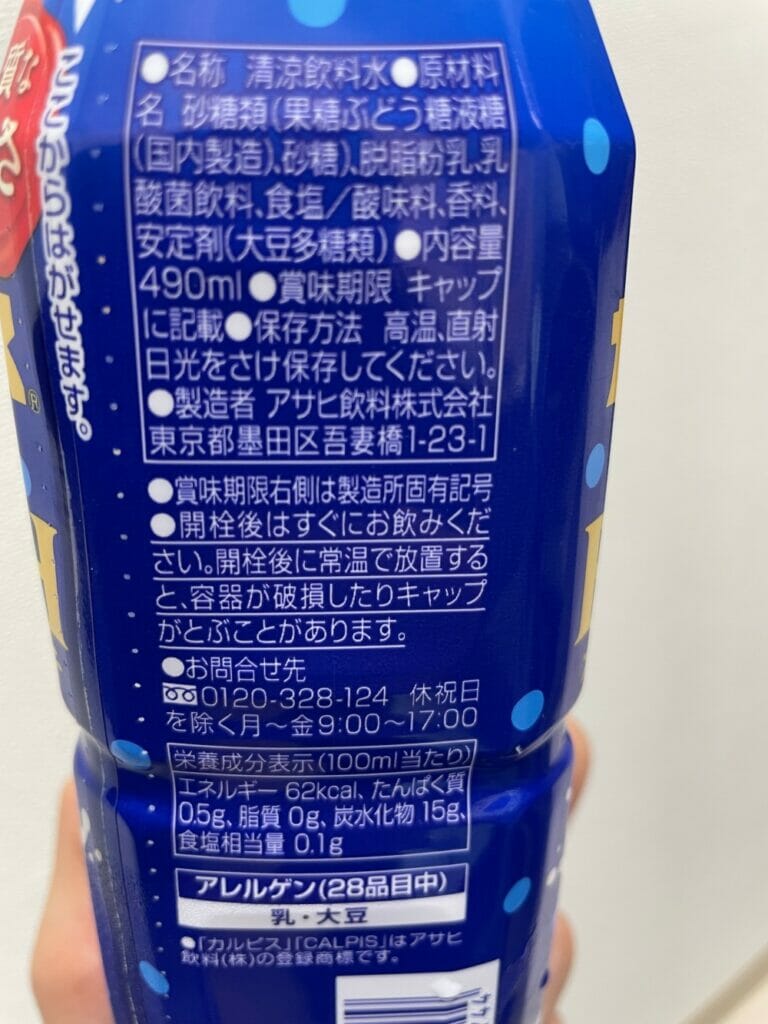 質な
さ
ここからはがせます。
®
●名称 清涼飲料水●原材料
名 砂糖類(果糖ぶどう糖液糖
(国内製造)、砂糖)、脱脂粉乳、乳
酸菌飲料、食塩/酸味料、香料、
安定剤(大豆多糖類) ●内容量
490ml●賞味期限 キャップ
に記載●保存方法 高温、直射
日光をさけ保存してください。
●製造者 アサヒ飲料株式会社
東京都墨田区吾妻橋1-23-1
●賞味期限右側は製造所固有記号
●開栓後はすぐにお飲みくだ
さい。開栓後に常温で放置する
と、容器が破損したりキャップ
がとぶことがあります。
●お問合せ先
0120-328-124 休祝日
を除く月~金9:00~17:00
栄養成分表示(100ml当たり)
エネルギー 62kcal、たんぱく質
0.5g、脂質 0g、炭水化物 15g、
食塩相当量 0.1g
アレルゲン(28品目中)
乳・大豆
●「カルピス」「CALPIS」はアサヒ
飲料(株)の登録商標です。